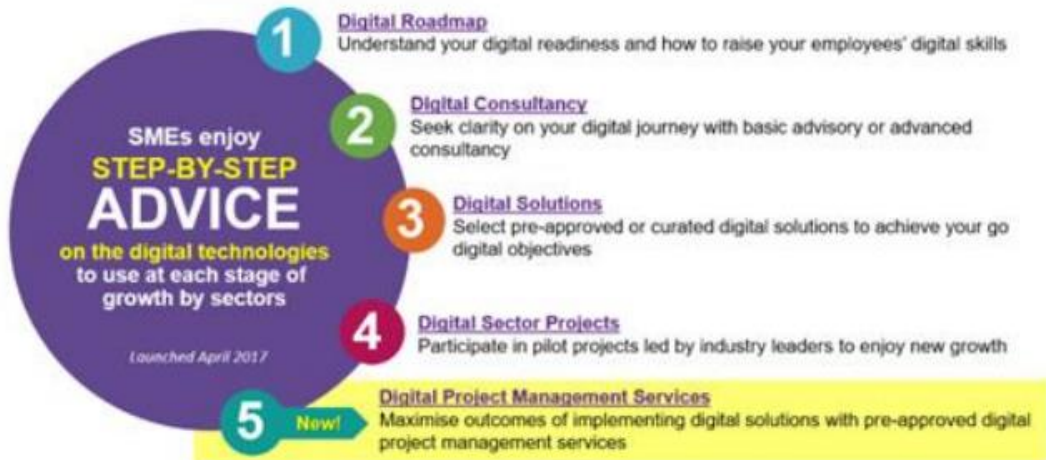 SMEs enjoy
STEP-BY-STEP
ADVICE
on the digital technologies
to use at each stage of
growth by sectors
Launched April 2017
1
Digital Roadmap
Understand your digital readiness and how to raise your employees' digital skills
2
Digital Consultancy
Seek clarity on your digital journey with basic advisory or advanced
consultancy
3
Digital Solutions
Select pre-approved or curated digital solutions to achieve your go
digital objectives
4
Digital Sector Projects
Participate in pilot projects led by industry leaders to enjoy new growth
5
New!
Digital Project Management Services
Maximise outcomes of implementing digital solutions with pre-approved digital
project management services